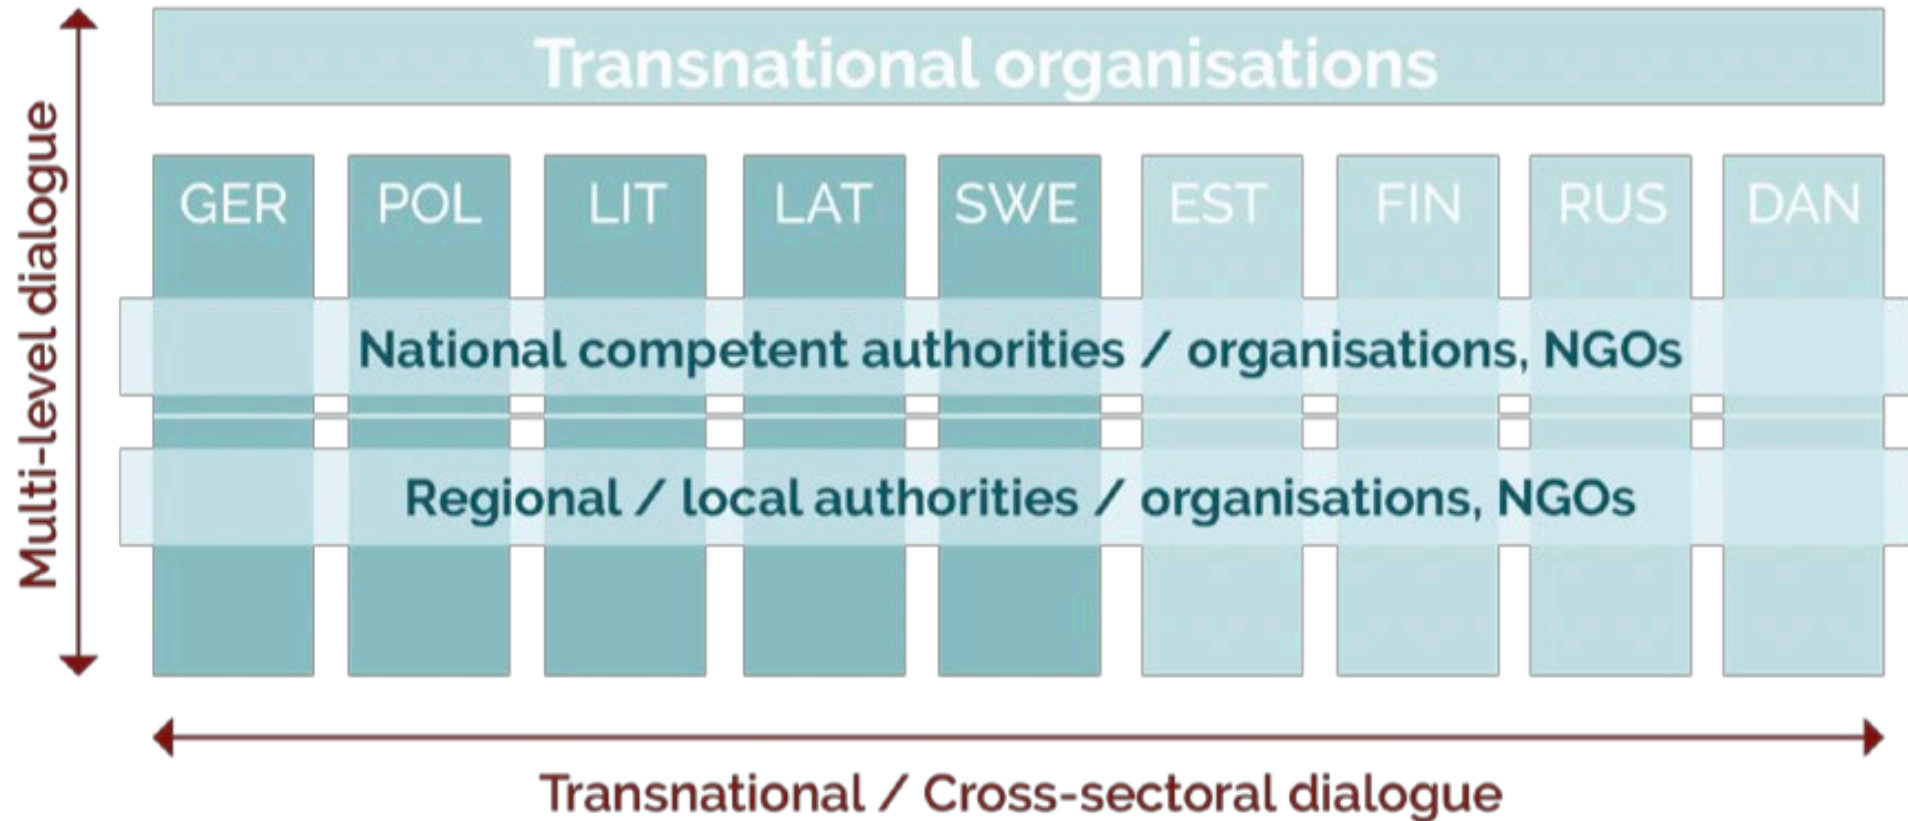 Transnational organisations
Multi-level dialogue
GER POL LIT LAT SWE EST FIN RUS DAN
National competent authorities / organisations, NGOs
Regional / local authorities / organisations, NGOs
Transnational / Cross-sectoral dialogue